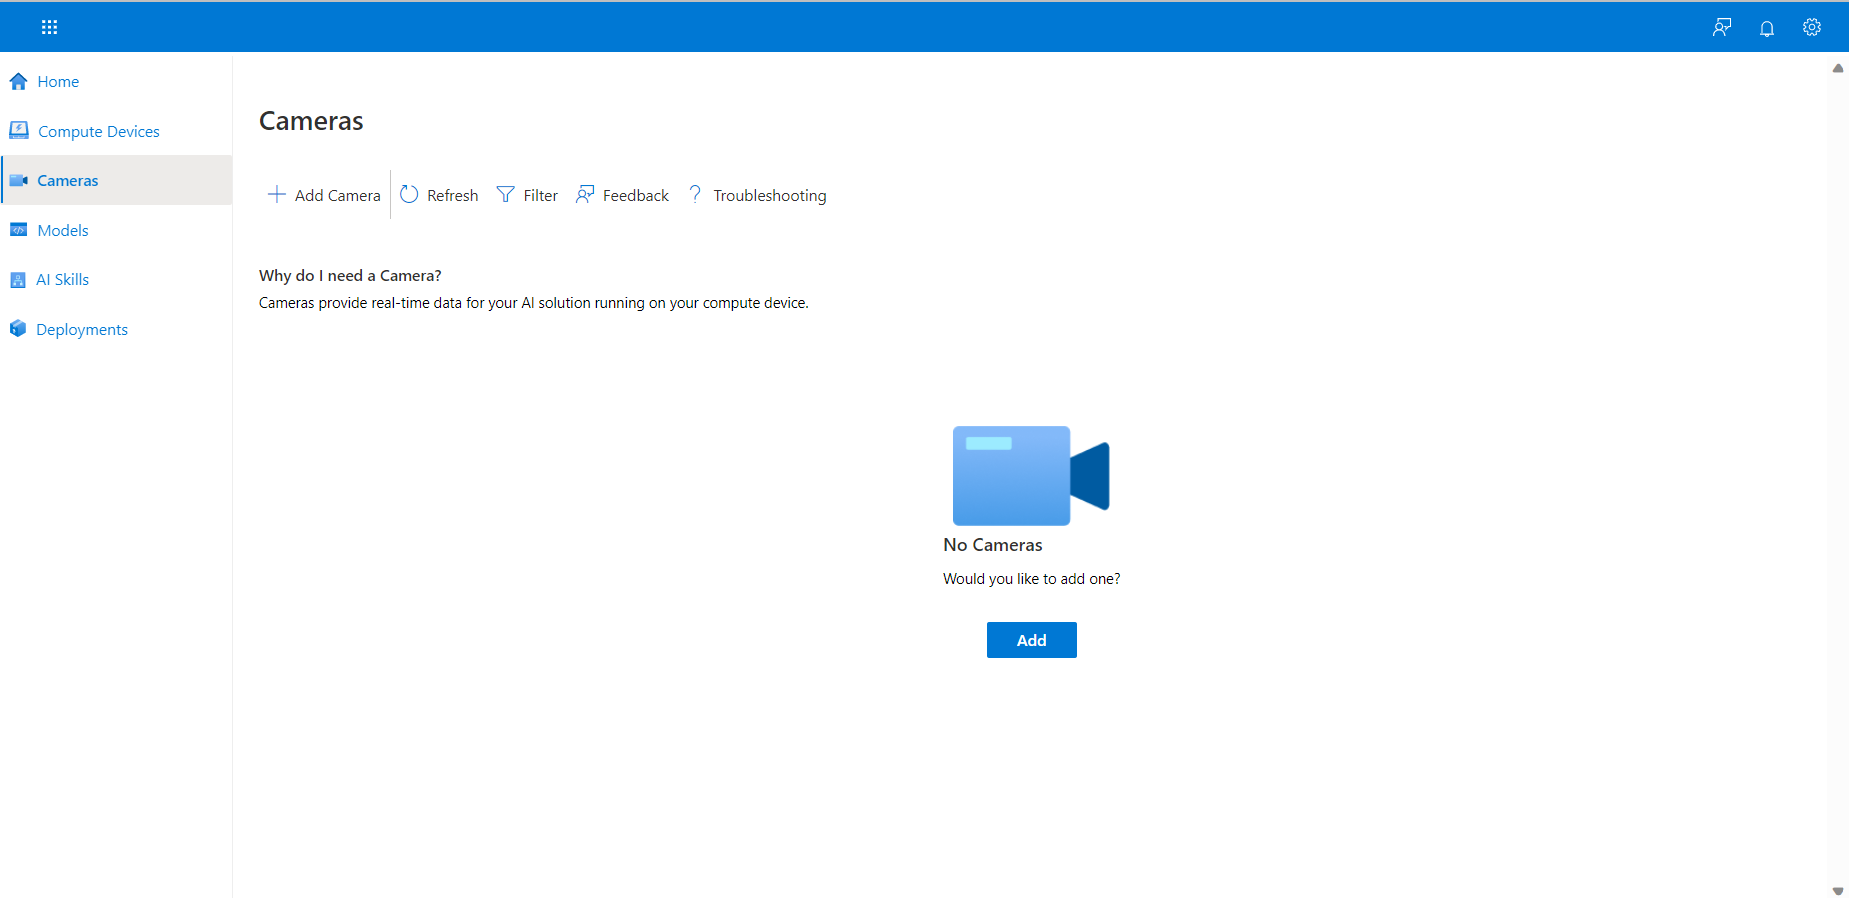 Home
Compute Devices
Cameras
Models
AI Skills
Deployments
Cameras
Add Camera Refresh Filter Feedback ? Troubleshooting
Why do I need a Camera?
Cameras provide real-time data for your AI solution running on your compute device.
No Cameras
Would you like to add one?
Add